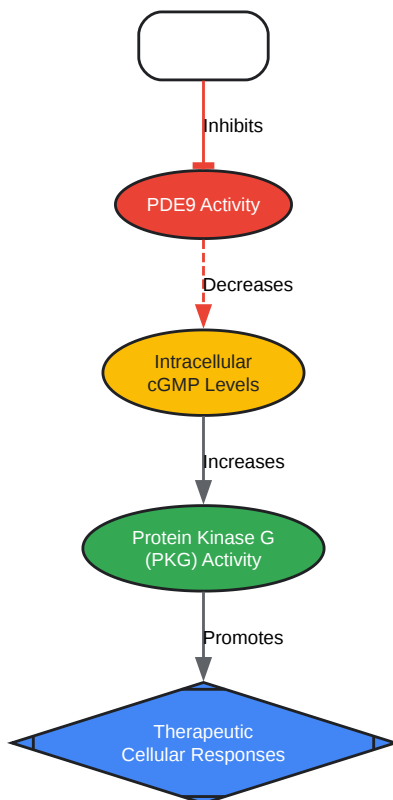 Inhibits
PDE9 Activity
Decreases
Intracellular
cGMP Levels
Increases
Protein Kinase G
(PKG) Activity
Promotes
Therapeutic
Cellular Responses